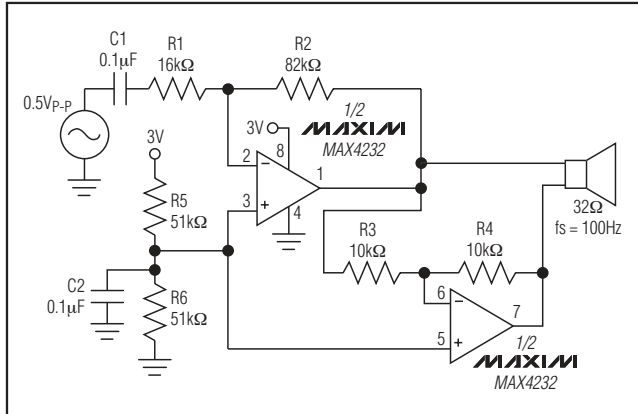 C1
0.1µF
R1
16kΩ
R2
82kΩ
0.5VP-P
1/2
MAXIM
MAX4232
3V
8
3V
2
−
1
3
+
4
R5
51kΩ
32Ω
fs = 100Hz
R3
10kΩ
R4
10kΩ
C2
0.1µF
R6
51kΩ
6
−
7
5
+
1/2
MAXIM
MAX4232